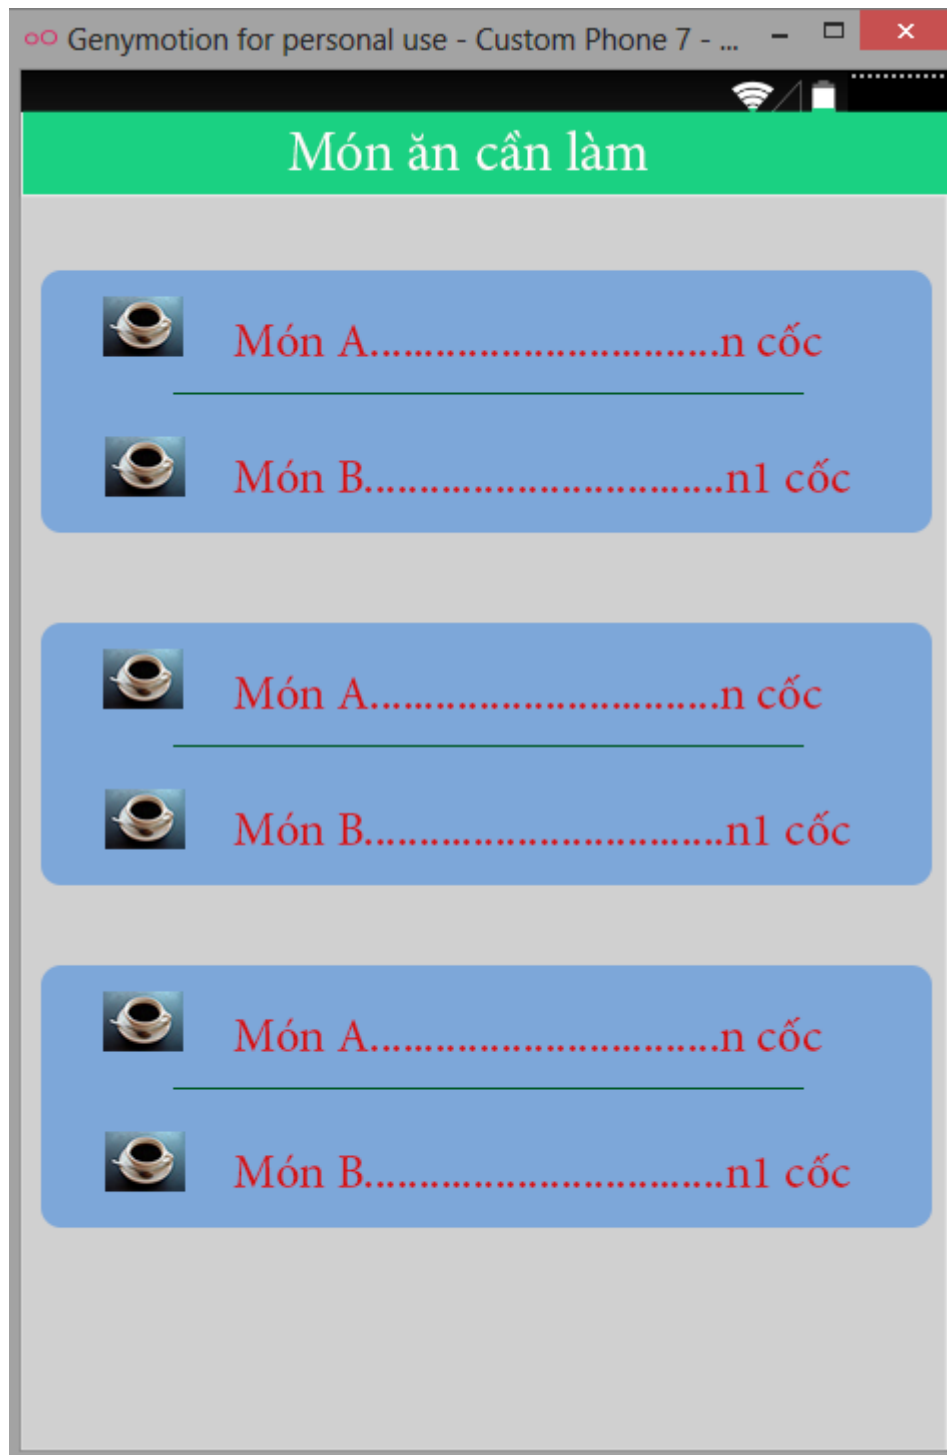 Genymotion for personal use - Custom Phone 7 - ...
Món ăn cần làm
Món A................................n cốc
Món B.................................n1 cốc
Món A................................n cốc
Món B.................................n1 cốc
Món A................................n cốc
Món B.................................n1 cốc